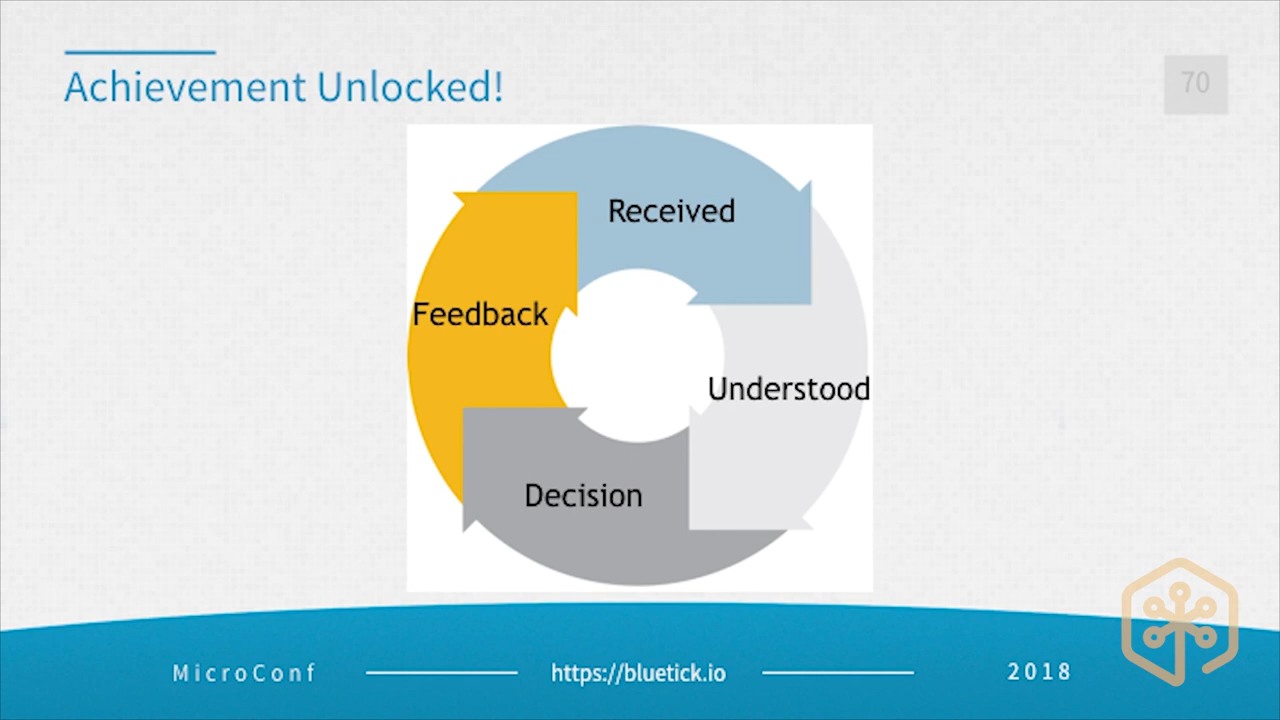 Achievement Unlocked!
70
Received
Feedback
Understood
Decision
MicroConf
https://bluetick.io
2018